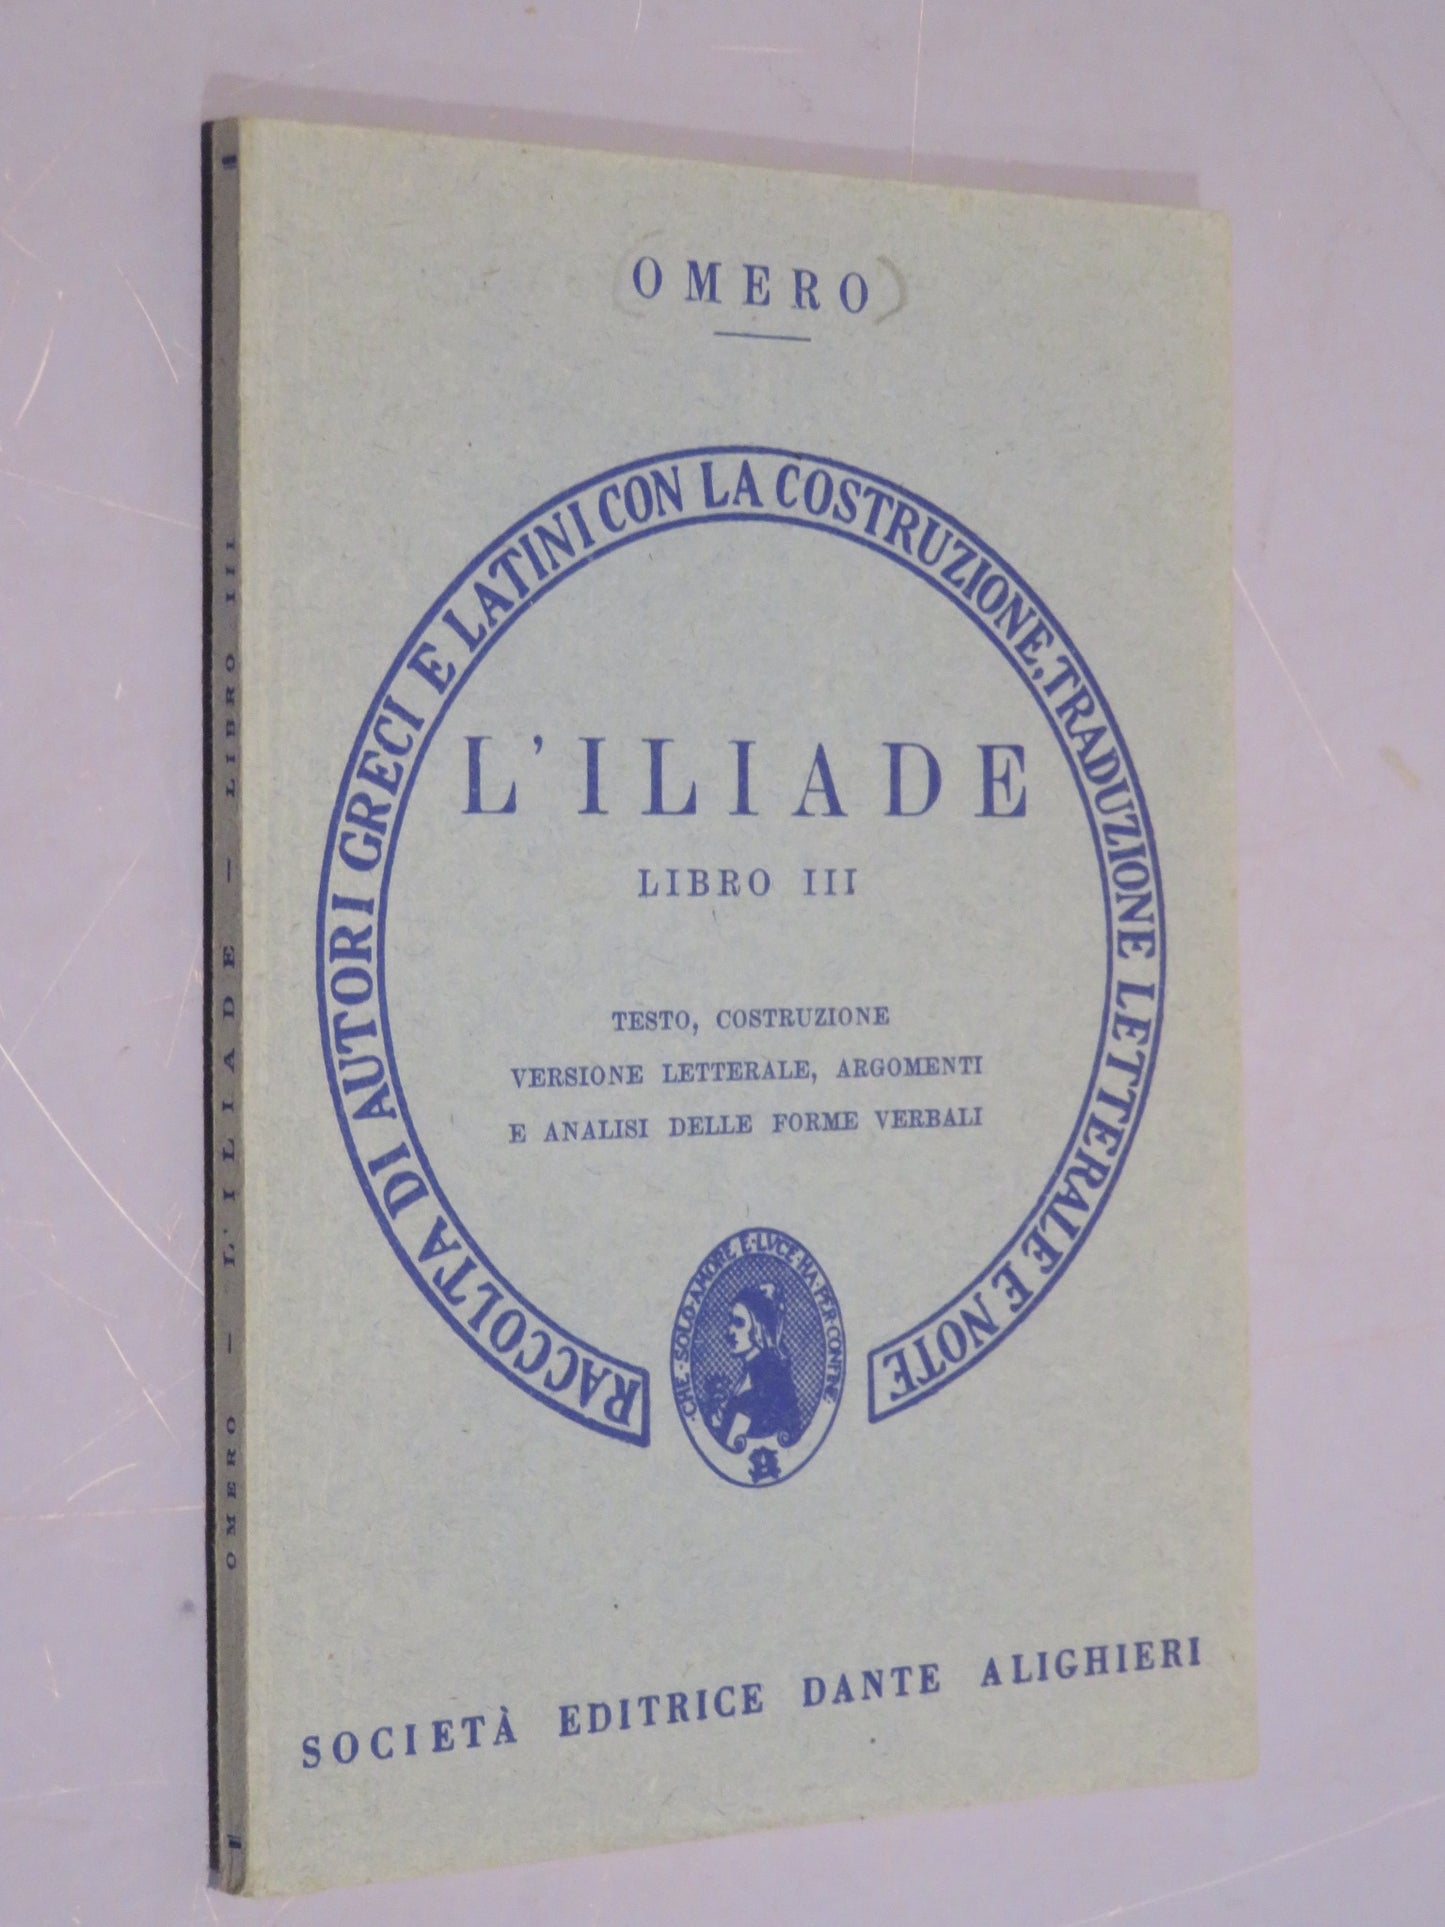 OMERO
RACCOLTA DI AUTORI GRECI E LATINI CON LA COSTRUZIONE, TRADUZIONE LETTERALE E NOTE
L'ILIADE
LIBRO III
TESTO, COSTRUZIONE
VERSIONE LETTERALE, ARGOMENTI
E ANALISI DELLE FORME VERBALI
·CHE·SOLO·AMORE·E·LVCE·HA·PER·CONFINE·
SOCIETÀ EDITRICE DANTE ALIGHIERI
OMERO — L'ILIADE — LIBRO III